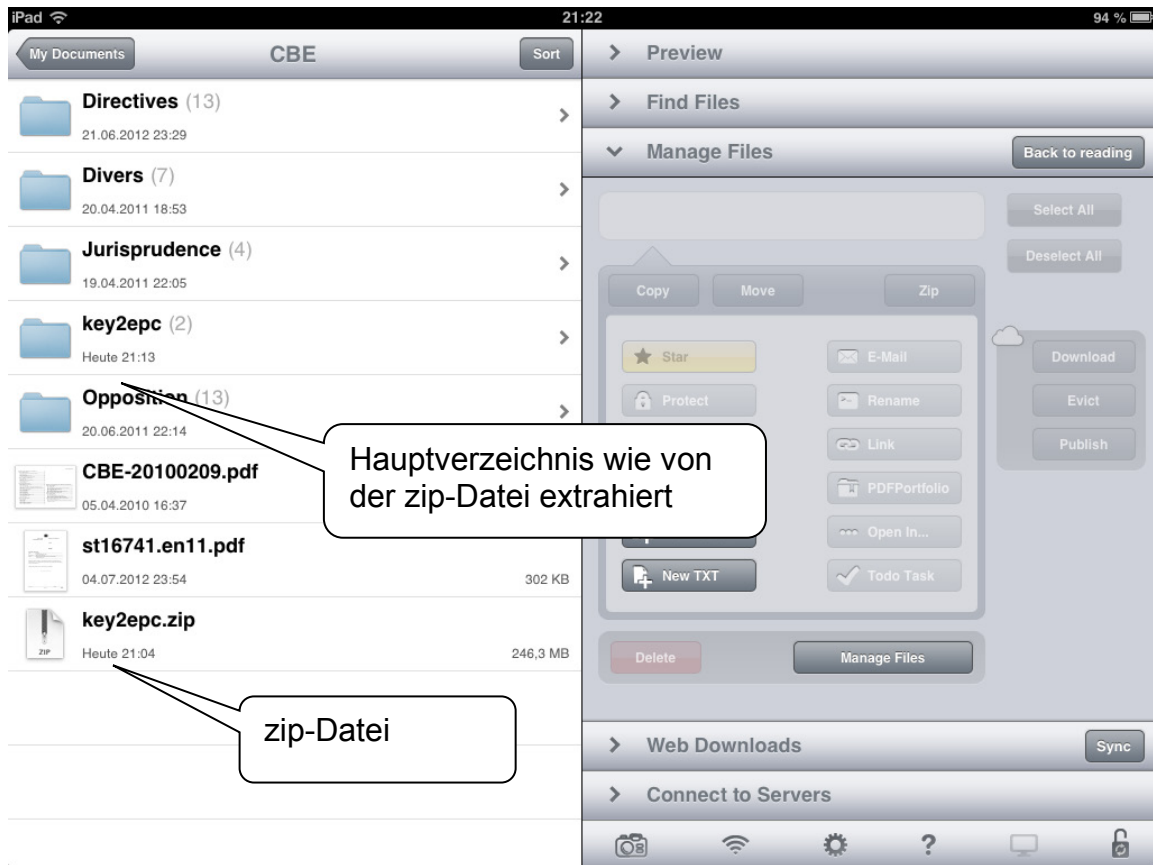 iPad
21:22
94 %
My Documents
CBE
Sort
Directives (13)
21.06.2012 23:29
Divers (7)
20.04.2011 18:53
Jurisprudence (4)
19.04.2011 22:05
key2epc (2)
Heute 21:13
Opposition (13)
20.06.2011 22:14
CBE-20100209.pdf
05.04.2010 16:37
st16741.en11.pdf
04.07.2012 23:54
302 KB
key2epc.zip
ZIP
Heute 21:04
246,3 MB
Hauptverzeichnis wie von
der zip-Datei extrahiert
zip-Datei
Preview
Find Files
Manage Files
Back to reading
Select All
Deselect All
Copy
Move
Zip
Star
E-Mail
Download
Protect
Rename
Evict
Link
Publish
PDFPortfolio
Open In...
New TXT
Todo Task
Delete
Manage Files
Web Downloads
Sync
Connect to Servers
?